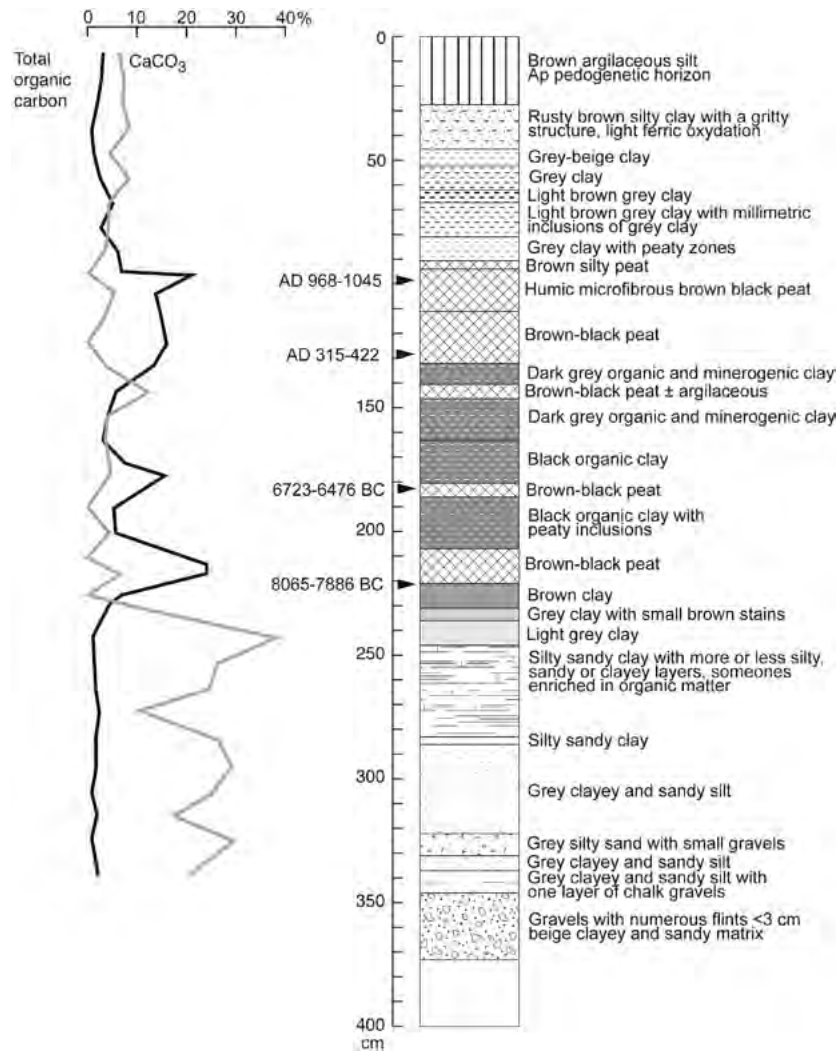 0 10 20 30 40%
Total
organic
carbon
CaCO3
0
Brown argilaceous silt
Ap pedogenetic horizon
Rusty brown silty clay with a gritty
structure, light ferric oxydation
50
Grey-beige clay
Grey clay
Light brown grey clay
Light brown grey clay with millimetric
inclusions of grey clay
Grey clay with peaty zones
Brown silty peat
AD 968-1045
Humic microfibrous brown black peat
Brown-black peat
AD 315-422
Dark grey organic and minerogenic clay
Brown-black peat ± argilaceous
150
Dark grey organic and minerogenic clay
Black organic clay
6723-6476 BC
Brown-black peat
200
Black organic clay with
peaty inclusions
Brown-black peat
8065-7886 BC
Brown clay
Grey clay with small brown stains
Light grey clay
250
Silty sandy clay with more or less silty,
sandy or clayey layers, someones
enriched in organic matter
Silty sandy clay
300
Grey clayey and sandy silt
Grey silty sand with small gravels
Grey clayey and sandy silt
Grey clayey and sandy silt with
one layer of chalk gravels
350
Gravels with numerous flints <3 cm
beige clayey and sandy matrix
400
cm